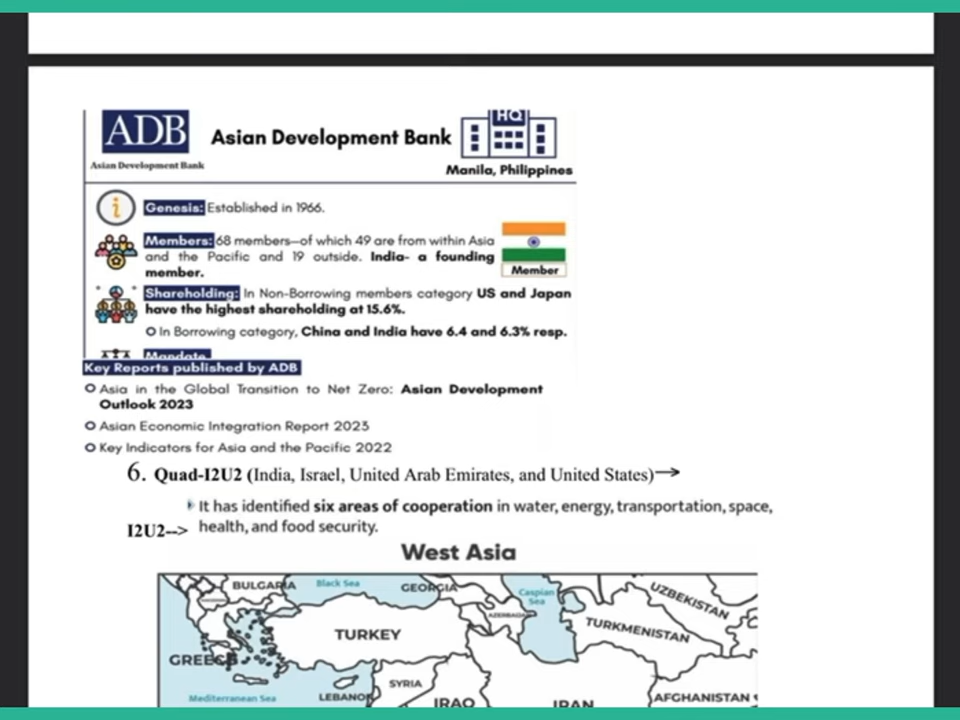 ADB
Asian Development Bank
Asian Development Bank
HQ
Manila, Philippines
Genesis: Established in 1966.
Members: 68 members—of which 49 are from within Asia
and the Pacific and 19 outside. India- a founding
member.
Member
Shareholding: In Non-Borrowing members category US and Japan
have the highest shareholding at 15.6%.
In Borrowing category, China and India have 6.4 and 6.3% resp.
Mandate
Key Reports published by ADB
Asia in the Global Transition to Net Zero: Asian Development
Outlook 2023
Asian Economic Integration Report 2023
Key Indicators for Asia and the Pacific 2022
6. Quad-I2U2 (India, Israel, United Arab Emirates, and United States)→
It has identified six areas of cooperation in water, energy, transportation, space,
I2U2--> health, and food security.
West Asia
BULGARIA
Black Sea
GEORGIA
Caspian
Sea
UZBEKISTAN
AZERBAIJAN
TURKEY
TURKMENISTAN
GREECE
SYRIA
Mediterranean Sea
LEBANON
IRAQ
IRAN
AFGHANISTAN